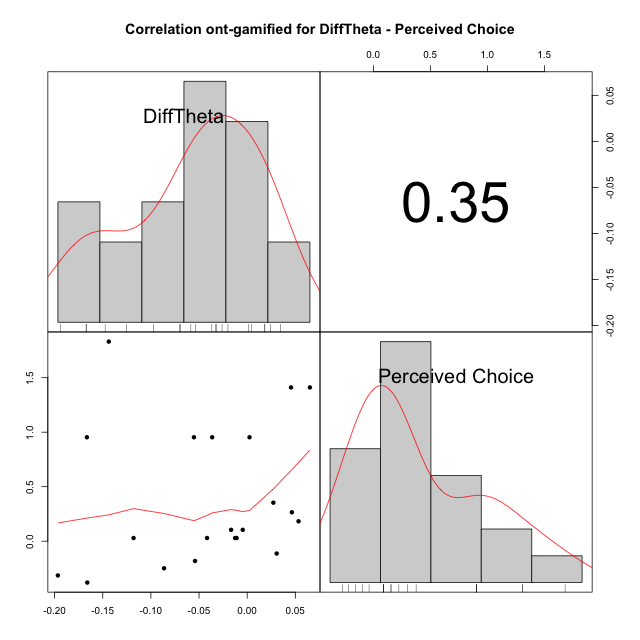 Correlation ont-gamified for DiffTheta - Perceived Choice
0.0 0.5 1.0 1.5
DiffTheta
0.35
0.05
0.00
-0.05
-0.10
-0.15
-0.20
Perceived Choice
1.5
1.0
0.5
0.0
-0.20 -0.15 -0.10 -0.05 0.00 0.05